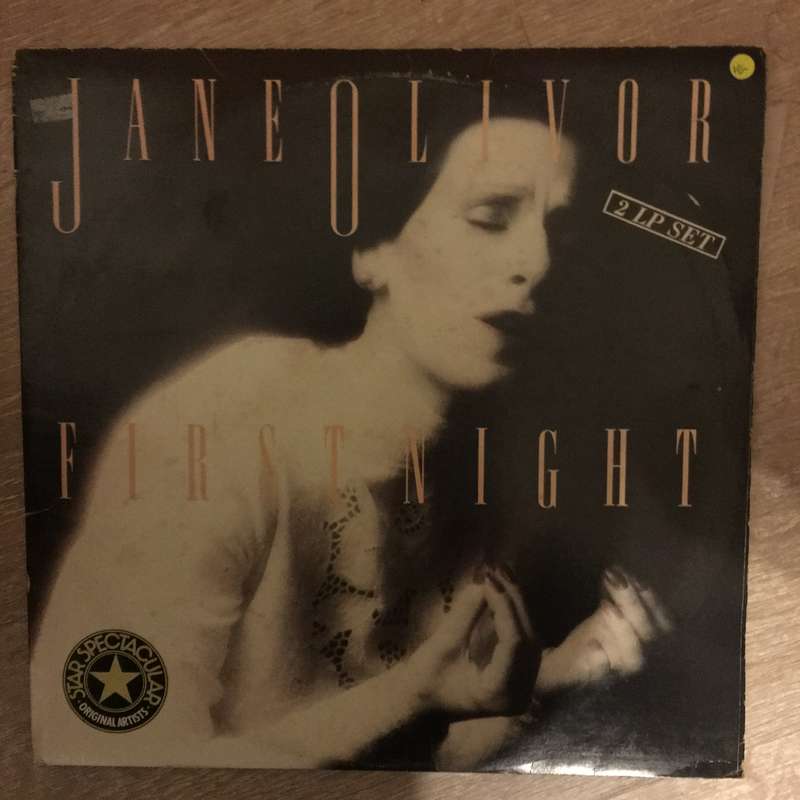 JANE OLIVOR
2 LP SET
FIRST NIGHT
STAR SPECTACULAR
· ORIGINAL ARTISTS ·